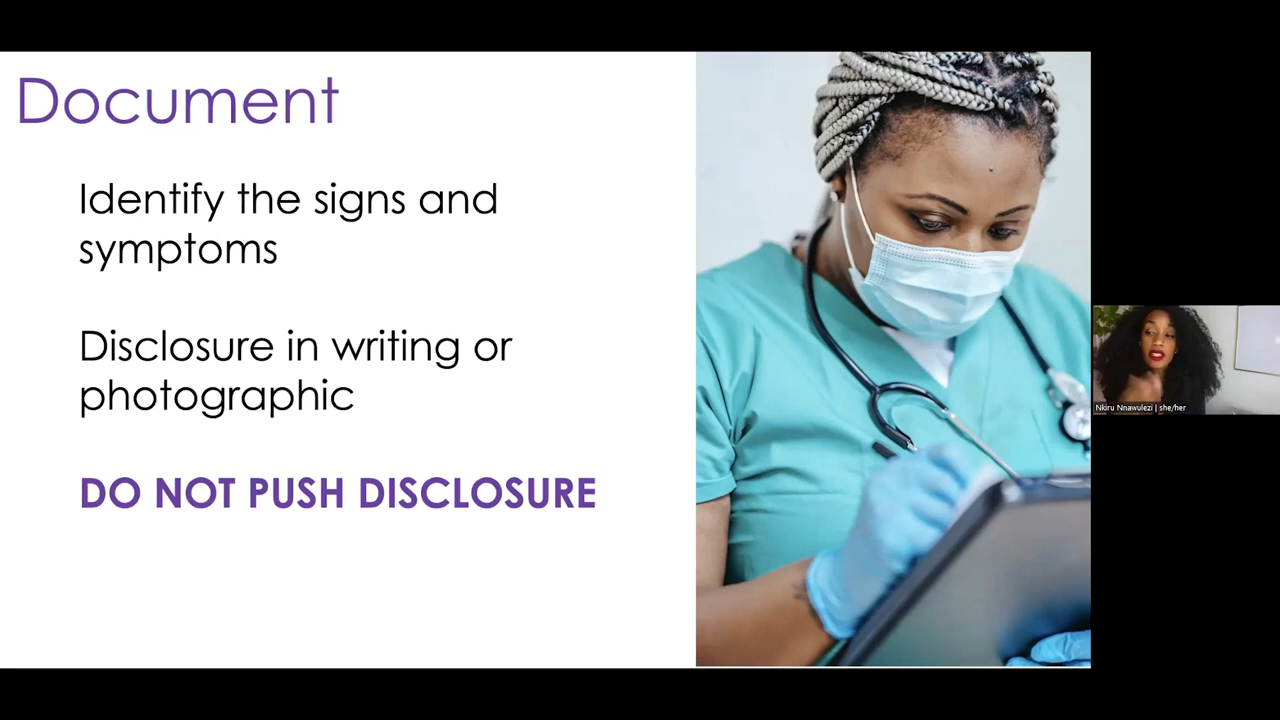 Document
Identify the signs and
symptoms
Disclosure in writing or
photographic
DO NOT PUSH DISCLOSURE
Nkiru Nnawulezi | she/her